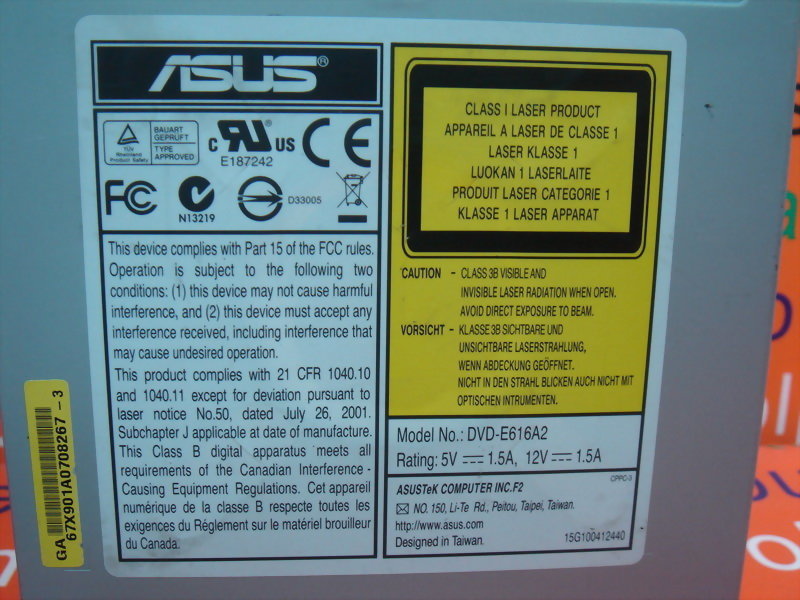 ASUS®
TÜV
Rheinland
Product Safety
BAUART
GEPRÜFT
TYPE
APPROVED
c RU® US
E187242
CE
FC
N13219
D33005
This device complies with Part 15 of the FCC rules.
Operation is subject to the following two
conditions: (1) this device may not cause harmful
interference, and (2) this device must accept any
interference received, including interference that
may cause undesired operation.
This product complies with 21 CFR 1040.10
and 1040.11 except for deviation pursuant to
laser notice No.50, dated July 26, 2001.
Subchapter J applicable at date of manufacture.
This Class B digital apparatus meets all
requirements of the Canadian Interference -
Causing Equipment Regulations. Cet appareil
numérique de la classe B respecte toutes les
exigences du Réglement sur le matériel brouilleur
du Canada.
CLASS I LASER PRODUCT
APPAREIL A LASER DE CLASSE 1
LASER KLASSE 1
LUOKAN 1 LASERLAITE
PRODUIT LASER CATEGORIE 1
KLASSE 1 LASER APPARAT
CAUTION - CLASS 3B VISIBLE AND
INVISIBLE LASER RADIATION WHEN OPEN.
AVOID DIRECT EXPOSURE TO BEAM.
VORSICHT - KLASSE 3B SICHTBARE UND
UNSICHTBARE LASERSTRAHLUNG,
WENN ABDECKUNG GEÖFFNET.
NICHT IN DEN STRAHL BLICKEN AUCH NICHT MIT
OPTISCHEN INTRUMENTEN.
Model No.: DVD-E616A2
Rating: 5V ⎓ 1.5A, 12V ⎓ 1.5A
CPPC-3
ASUSTeK COMPUTER INC.F2
NO. 150, Li-Te Rd., Peitou, Taipei, Taiwan.
http://www.asus.com
Designed in Taiwan.
15G100412440
GA
67X901A0708267 - 3